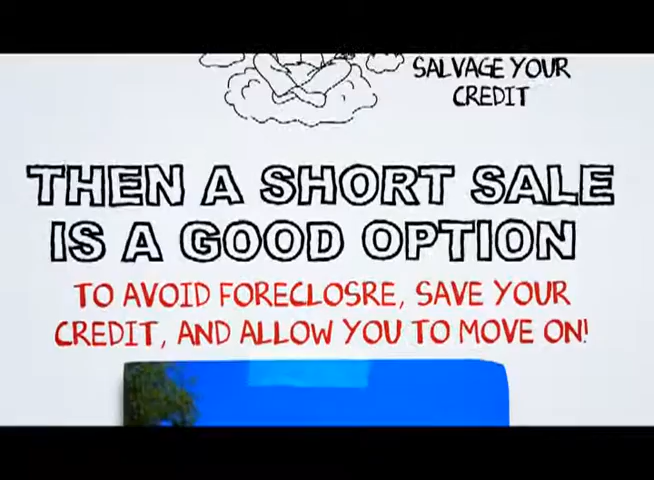 SALVAGE YOUR
CREDIT
THEN A SHORT SALE
IS A GOOD OPTION
TO AVOID FORECLOSRE, SAVE YOUR
CREDIT, AND ALLOW YOU TO MOVE ON!